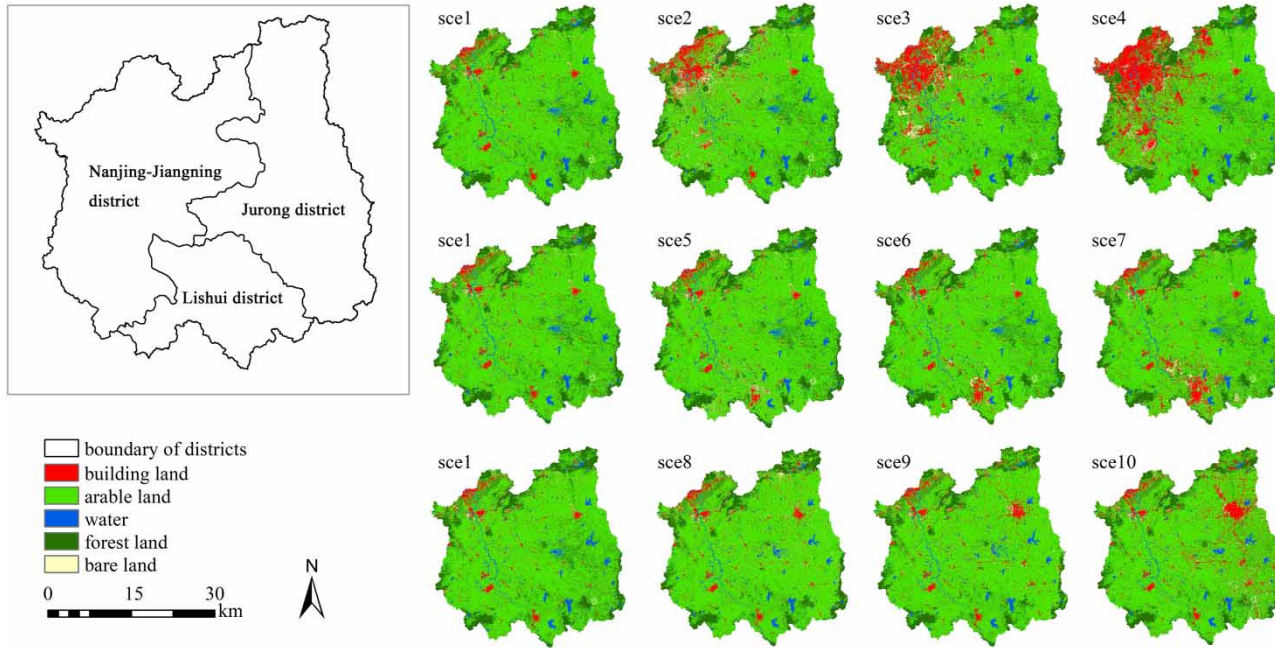 Nanjing-Jiangning
district
Jurong district
Lishui district
boundary of districts
building land
arable land
water
forest land
bare land
0 15 30
km
N
sce1 sce2 sce3 sce4
sce1 sce5 sce6 sce7
sce1 sce8 sce9 sce10